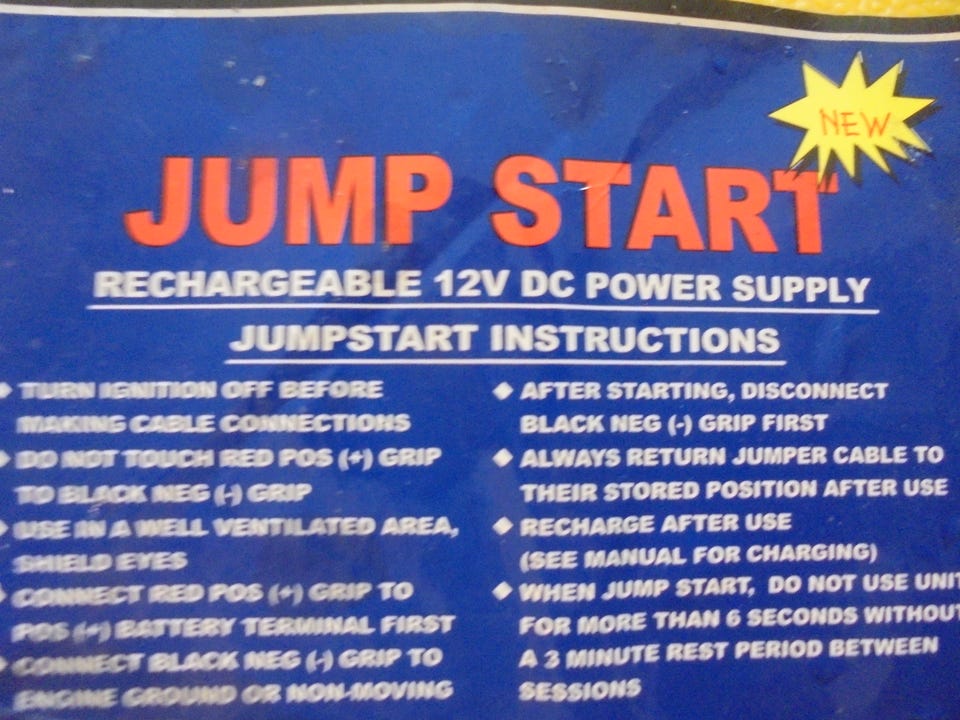 NEW
JUMP START
RECHARGEABLE 12V DC POWER SUPPLY
JUMPSTART INSTRUCTIONS
◆ TURN IGNITION OFF BEFORE
MAKING CABLE CONNECTIONS
◆ DO NOT TOUCH RED POS (+) GRIP
TO BLACK NEG (-) GRIP
◆ USE IN A WELL VENTILATED AREA,
SHIELD EYES
◆ CONNECT RED POS (+) GRIP TO
POS (+) BATTERY TERMINAL FIRST
◆ CONNECT BLACK NEG (-) GRIP TO
ENGINE GROUND OR NON-MOVING
◆ AFTER STARTING, DISCONNECT
BLACK NEG (-) GRIP FIRST
◆ ALWAYS RETURN JUMPER CABLE TO
THEIR STORED POSITION AFTER USE
◆ RECHARGE AFTER USE
(SEE MANUAL FOR CHARGING)
◆ WHEN JUMP START, DO NOT USE UNIT
FOR MORE THAN 6 SECONDS WITHOUT
A 3 MINUTE REST PERIOD BETWEEN
SESSIONS